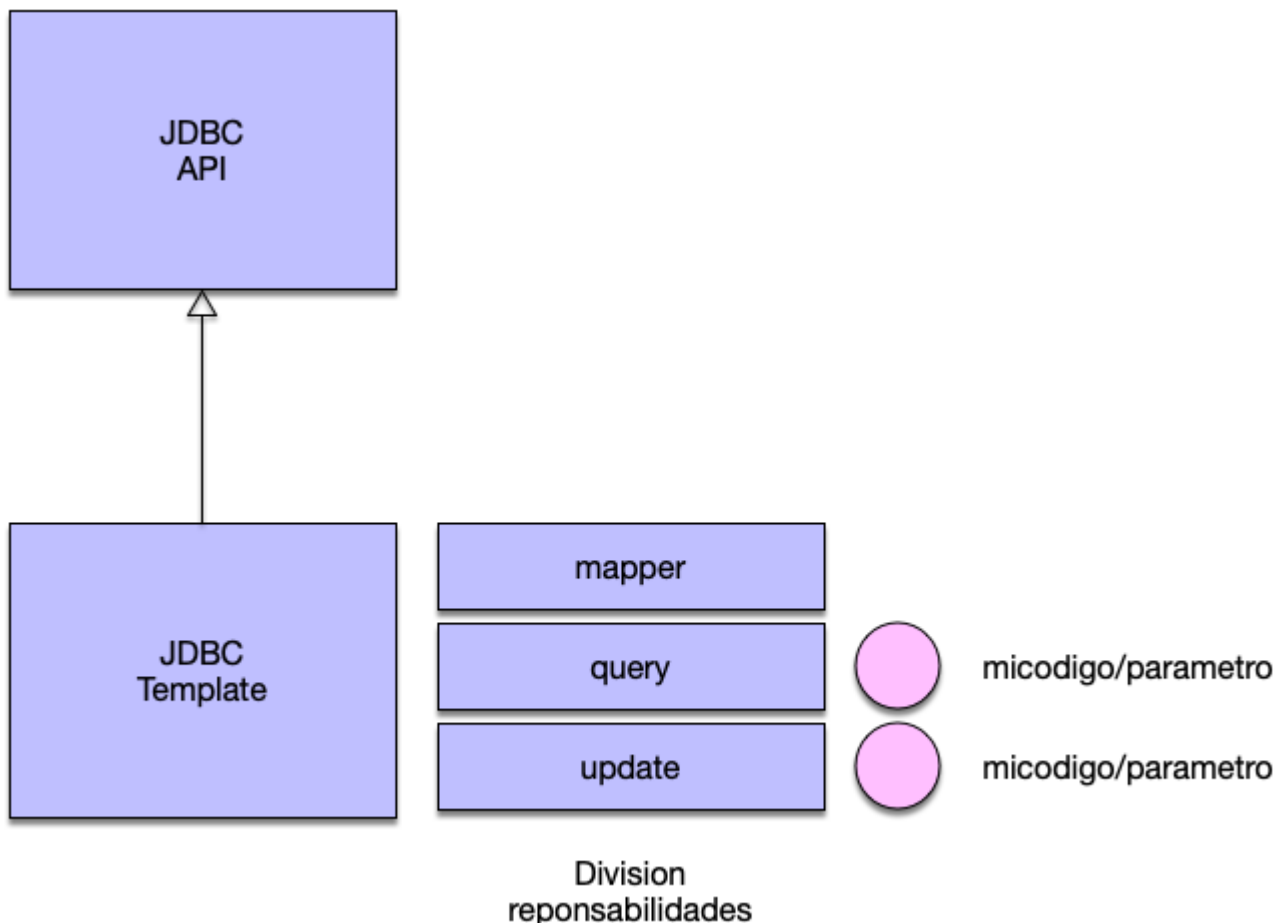 JDBC
API
JDBC
Template
mapper
query
micodigo/parametro
update
micodigo/parametro
Division
reponsabilidades